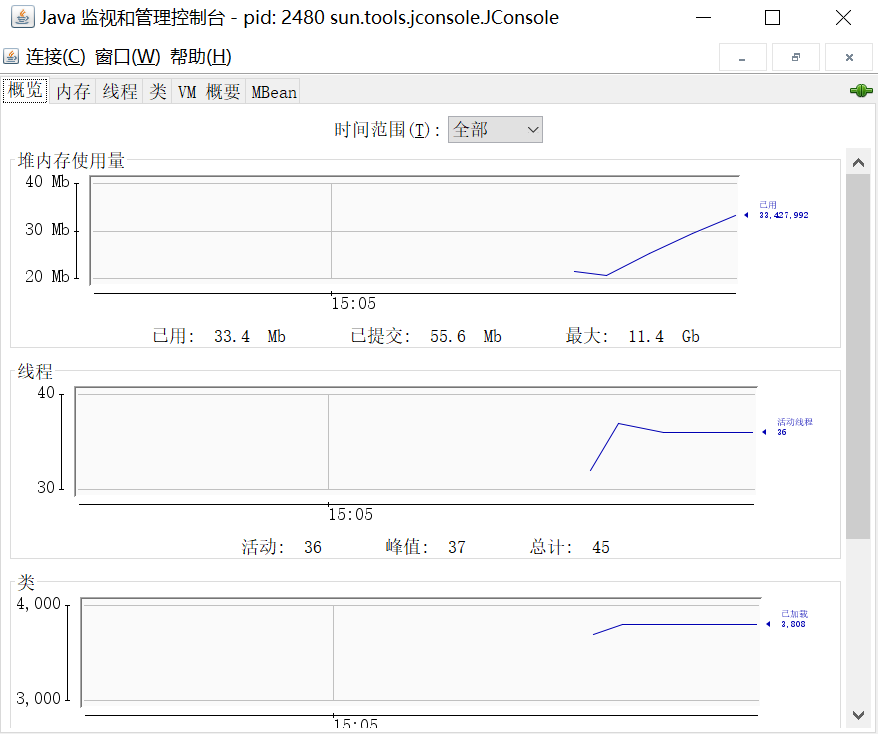 Java 监视和管理控制台 - pid: 2480 sun.tools.jconsole.JConsole
连接(C) 窗口(W) 帮助(H)
概览 内存 线程 类 VM 概要 MBean
时间范围(T): 全部
堆内存使用量
40 Mb
30 Mb
20 Mb
已用
33,427,992
15:05
已用: 33.4 Mb 已提交: 55.6 Mb 最大: 11.4 Gb
线程
40
30
活动线程
36
15:05
活动: 36 峰值: 37 总计: 45
类
4,000
3,000
已加载
3,808
15:05